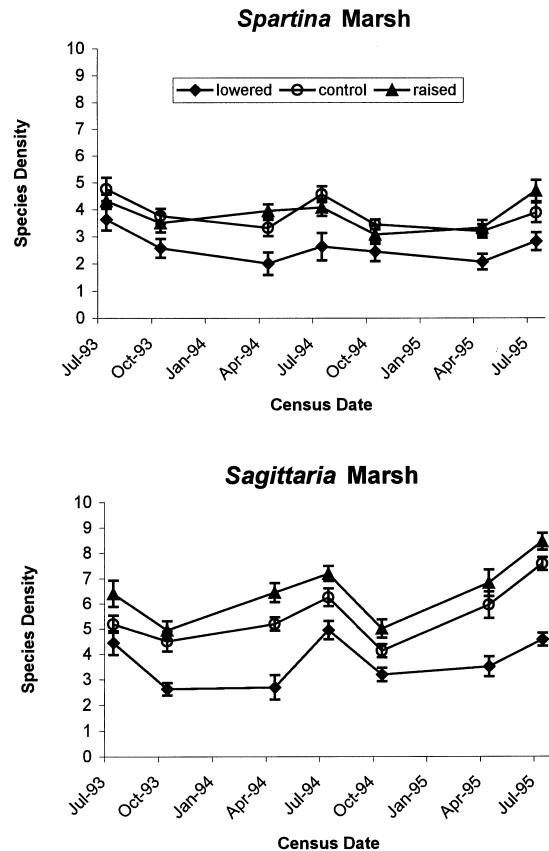 Spartina Marsh
10
9
8
7
6
5
4
3
2
1
0
Species Density
lowered control raised
Jul-93 Oct-93 Jan-94 Apr-94 Jul-94 Oct-94 Jan-95 Apr-95 Jul-95
Census Date
Sagittaria Marsh
10
9
8
7
6
5
4
3
2
1
0
Species Density
Jul-93 Oct-93 Jan-94 Apr-94 Jul-94 Oct-94 Jan-95 Apr-95 Jul-95
Census Date